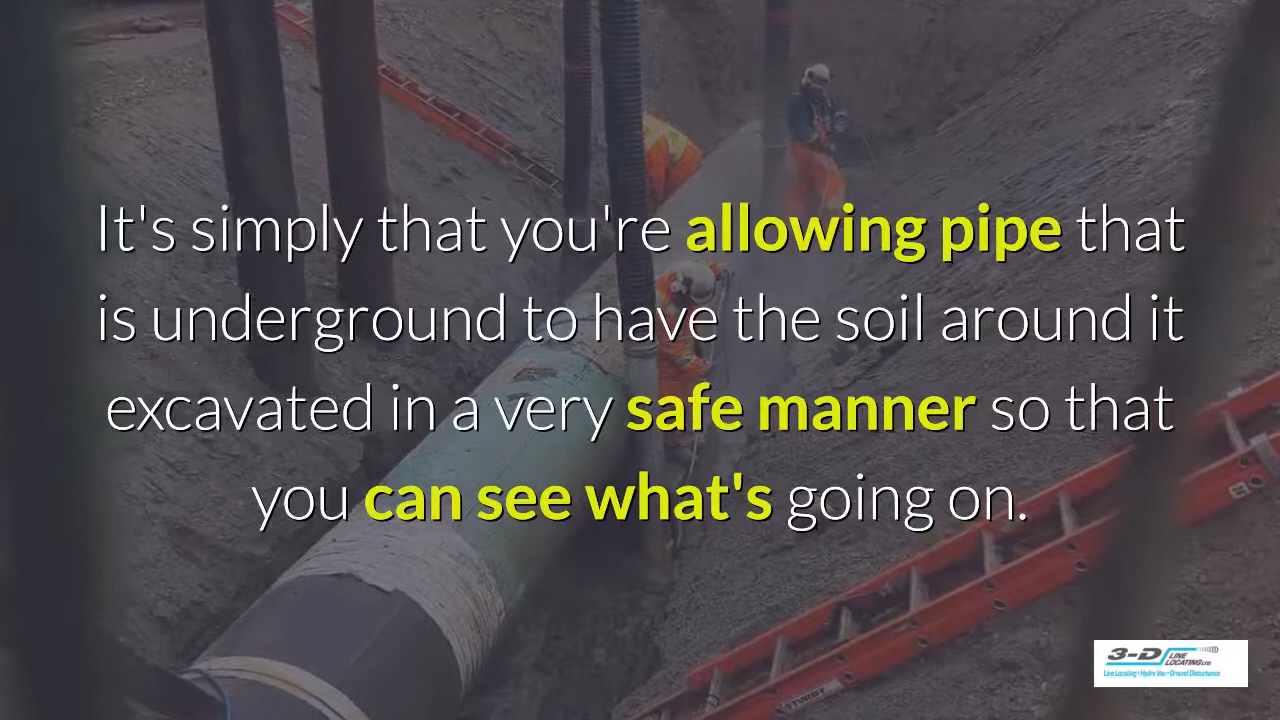 It's simply that you're allowing pipe that
is underground to have the soil around it
excavated in a very safe manner so that
you can see what's going on.
3-D LINE
LOCATING LTD.
Line Locating • Hydro Vac • Ground Disturbance
STURDY